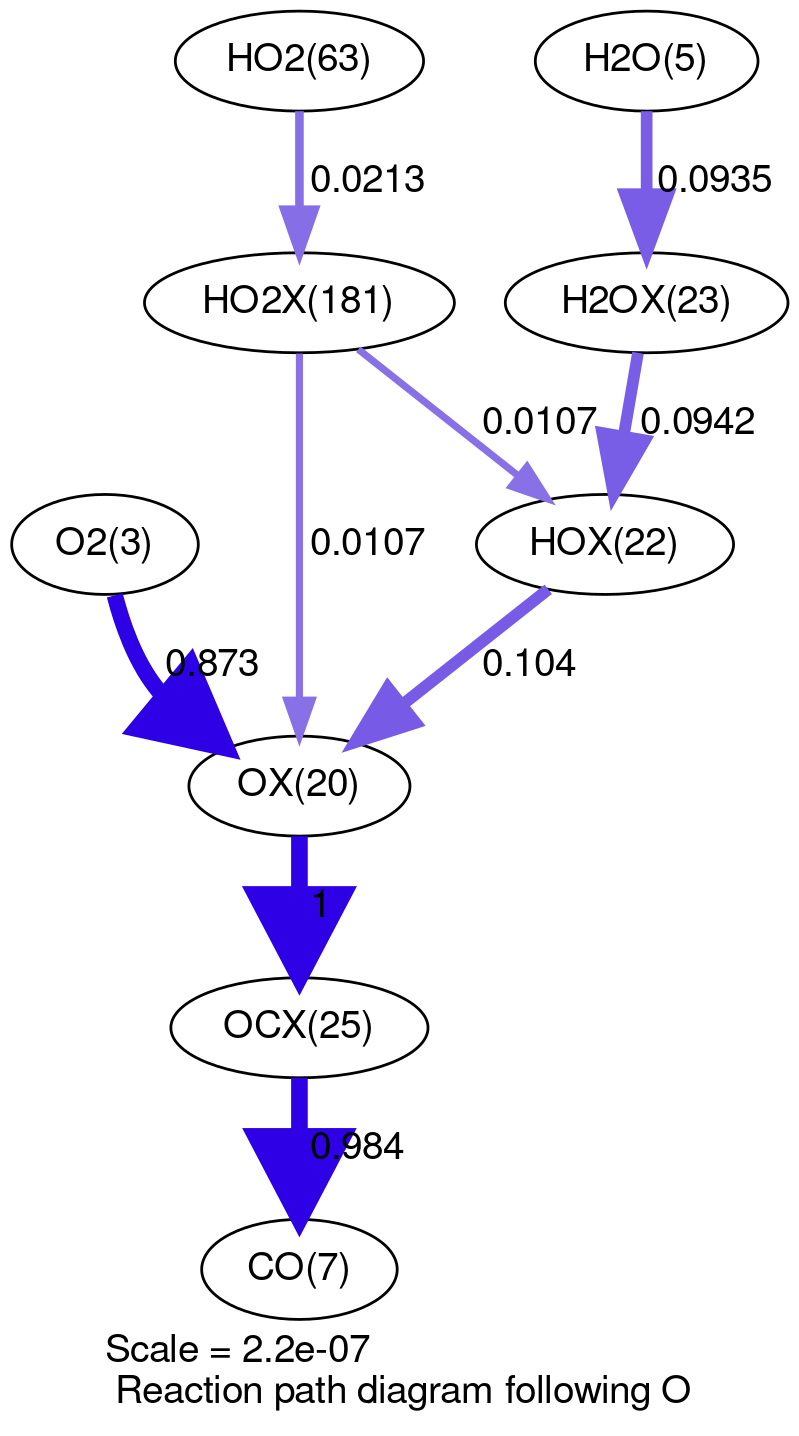 HO2(63)
H2O(5)
0.0213
0.0935
HO2X(181)
H2OX(23)
0.0107
0.0942
O2(3)
0.0107
HOX(22)
0.873
0.104
OX(20)
1
OCX(25)
0.984
CO(7)
Scale = 2.2e-07
Reaction path diagram following O